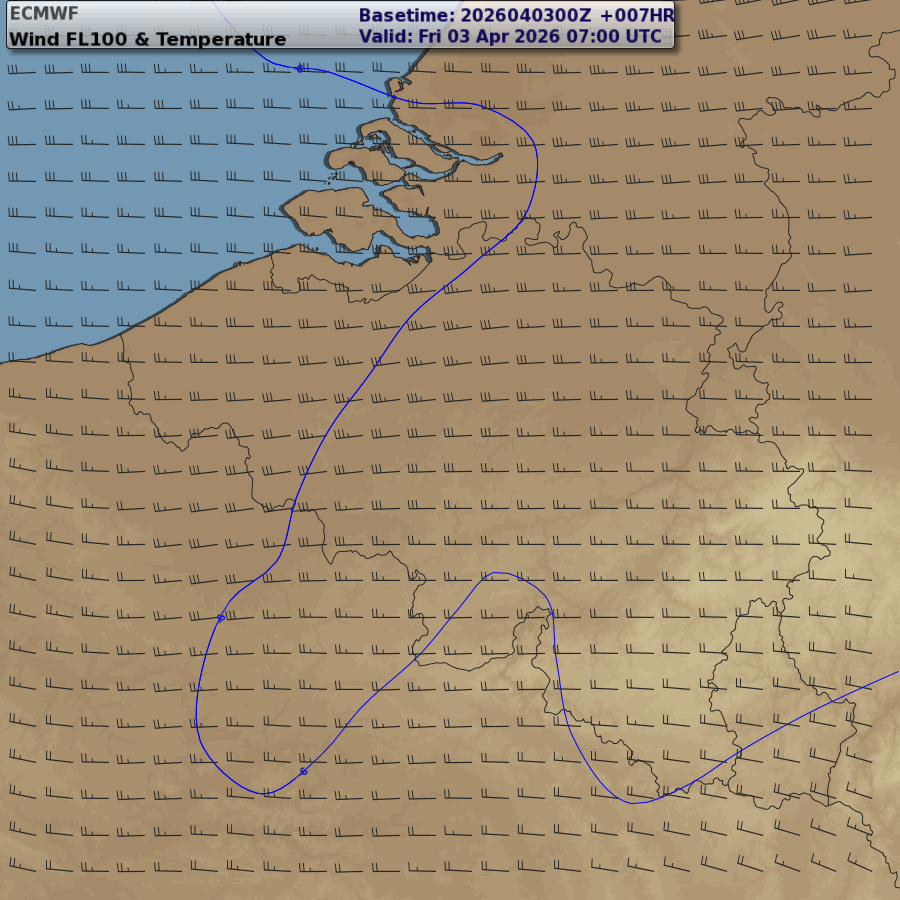 ECMWF
Basetime: 2026040300Z +007HR
Wind FL100 & Temperature
Valid: Fri 03 Apr 2026 07:00 UTC